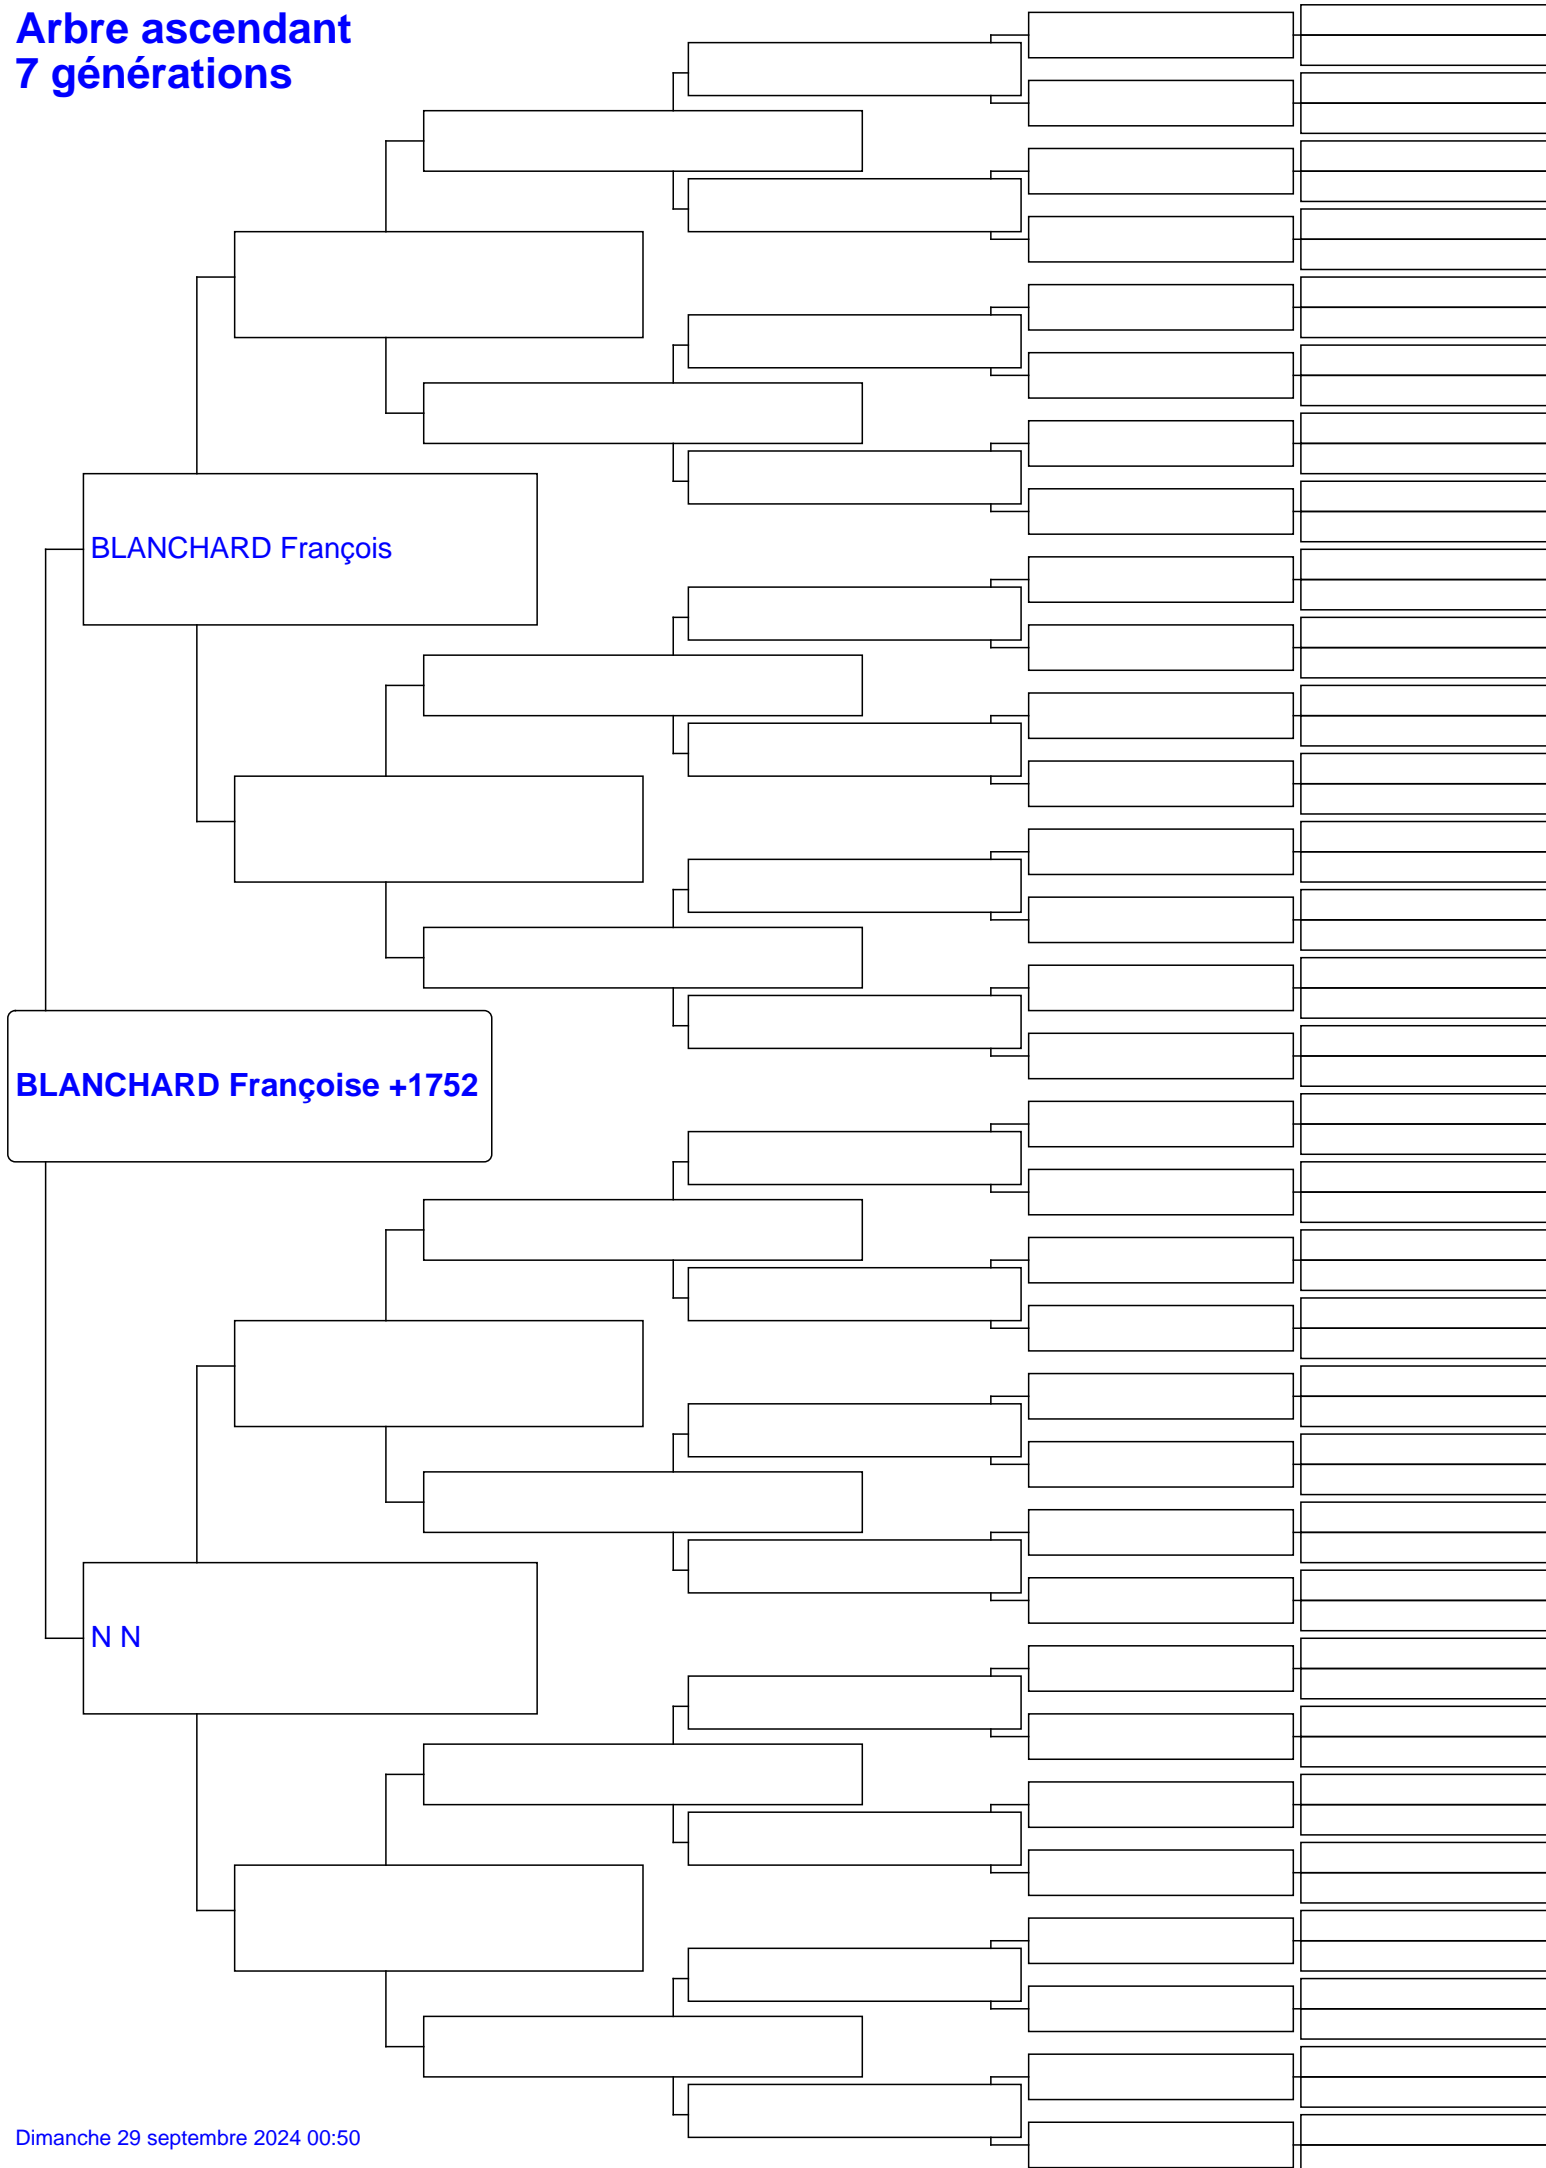 Arbre ascendant
7 générations
BLANCHARD François
BLANCHARD Françoise +1752
N N
Dimanche 29 septembre 2024 00:50